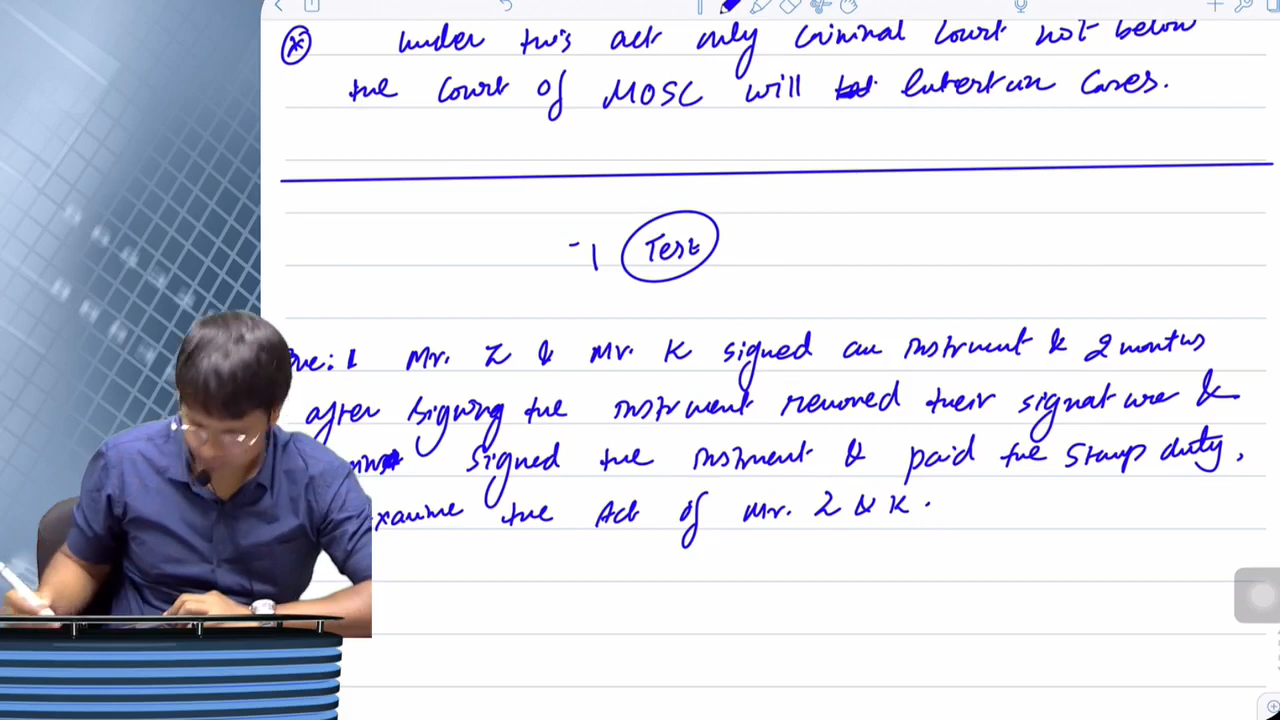 under this act only Criminal Court not below
the Court of MOSC will entertain Cases.
Test
Que: 1 Mr. Z & Mr. K signed an instrument & 2 months
after signing the instrument removed their signature &
signed the instrument & paid the stamp duty,
Examine the Act of Mr. Z & K.